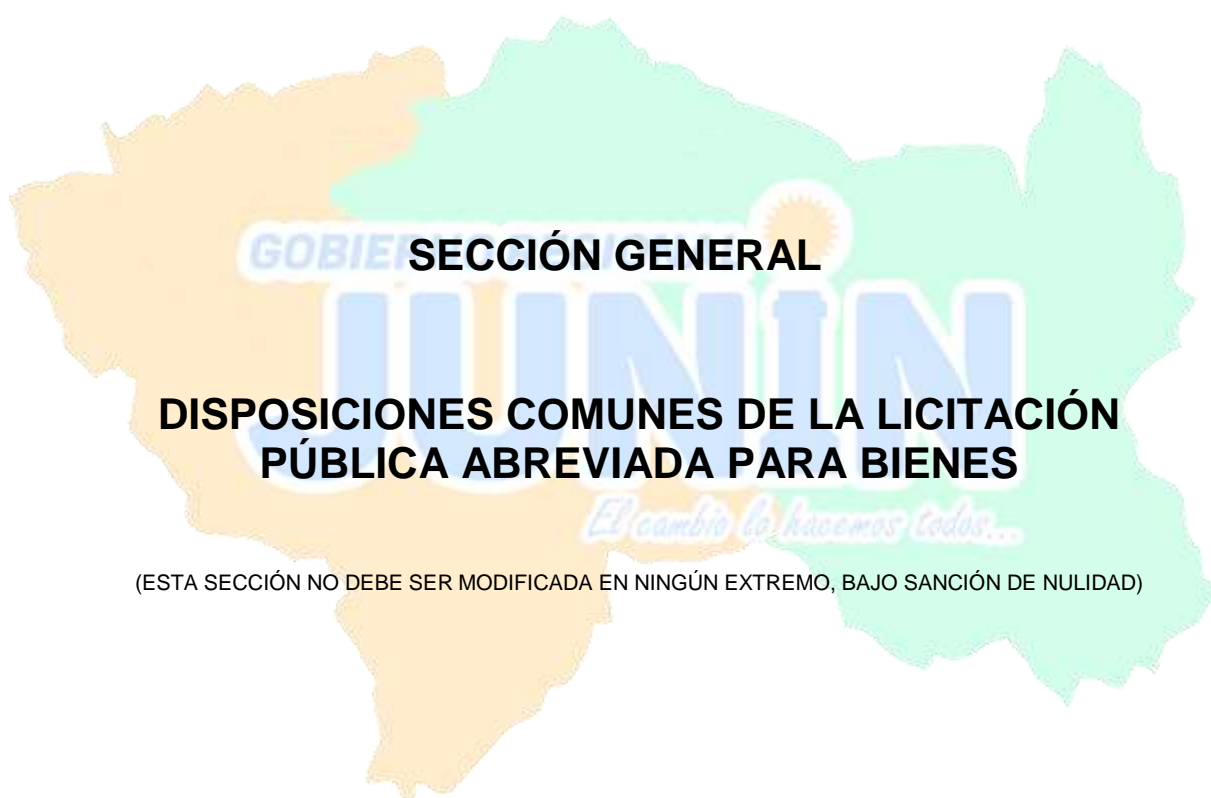 GOBIERNO REGIONAL
SECCIÓN GENERAL
JUNÍN
DISPOSICIONES COMUNES DE LA LICITACIÓN
PÚBLICA ABREVIADA PARA BIENES
El cambio lo hacemos todos...
(ESTA SECCIÓN NO DEBE SER MODIFICADA EN NINGÚN EXTREMO, BAJO SANCIÓN DE NULIDAD)